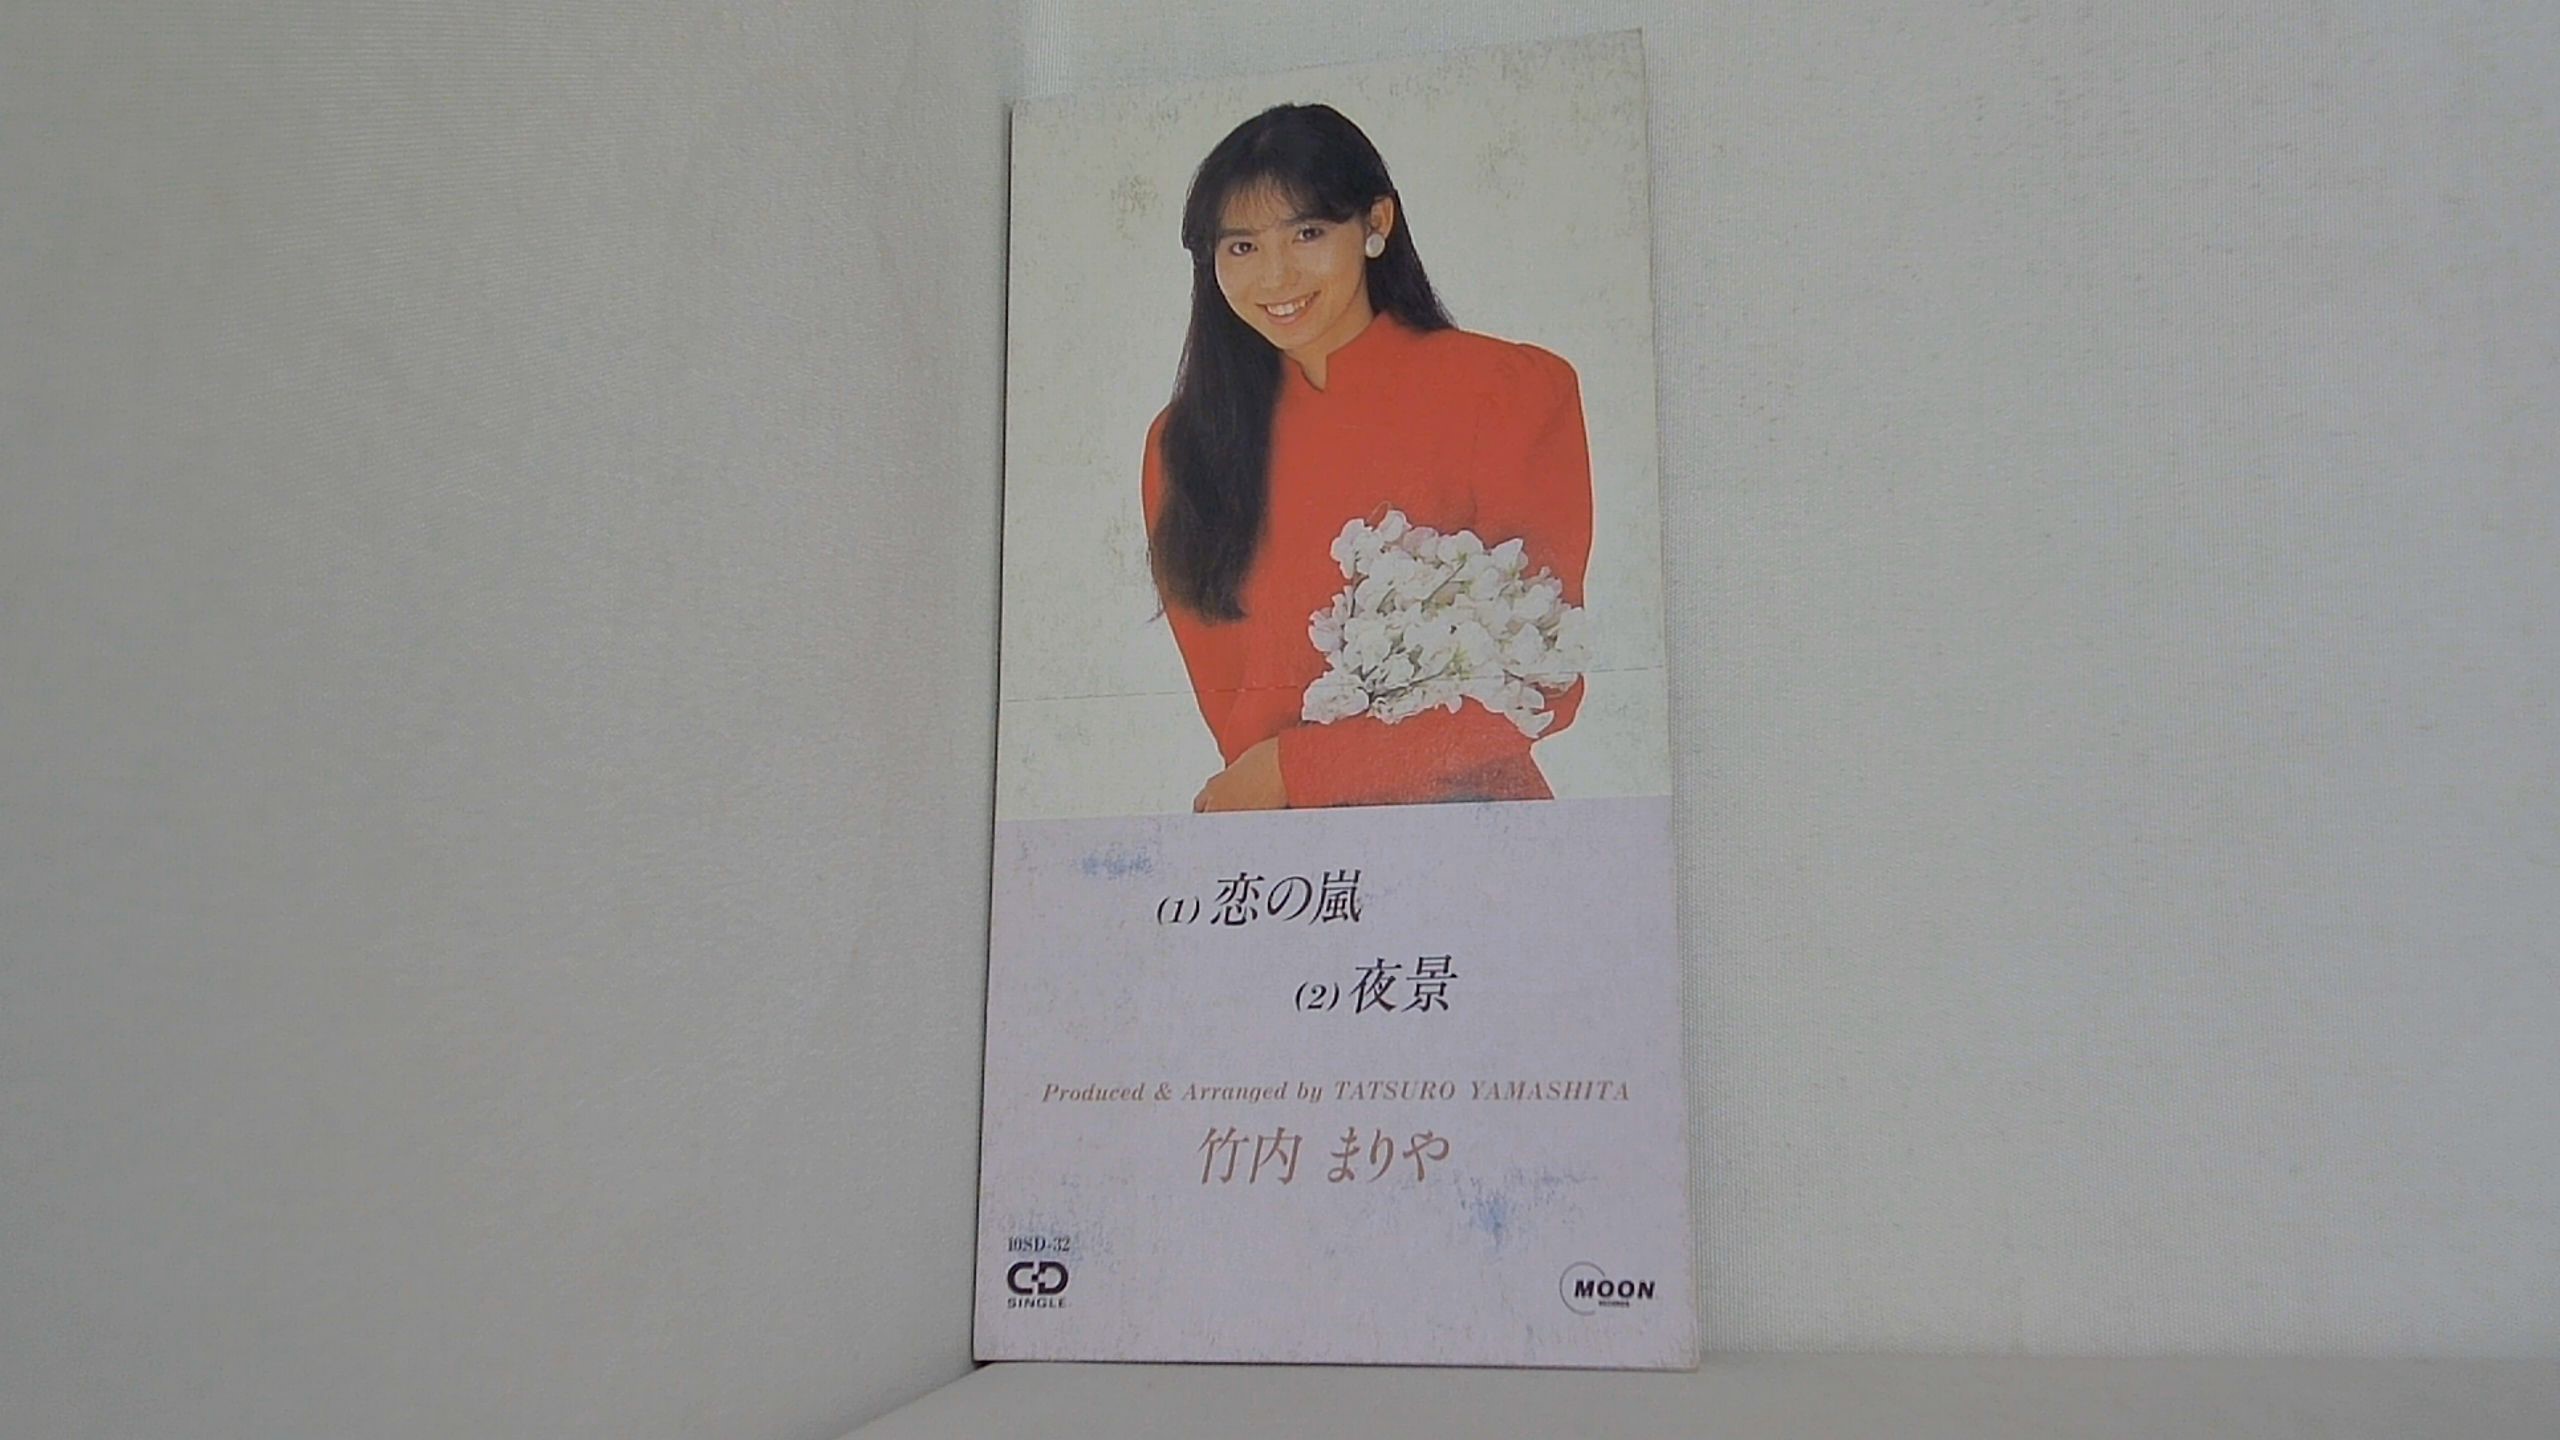 (1) 恋の嵐
(2) 夜景
Produced & Arranged by TATSURO YAMASHITA
竹内 まりや
10SD-32
CD
SINGLE
MOON
RECORDS